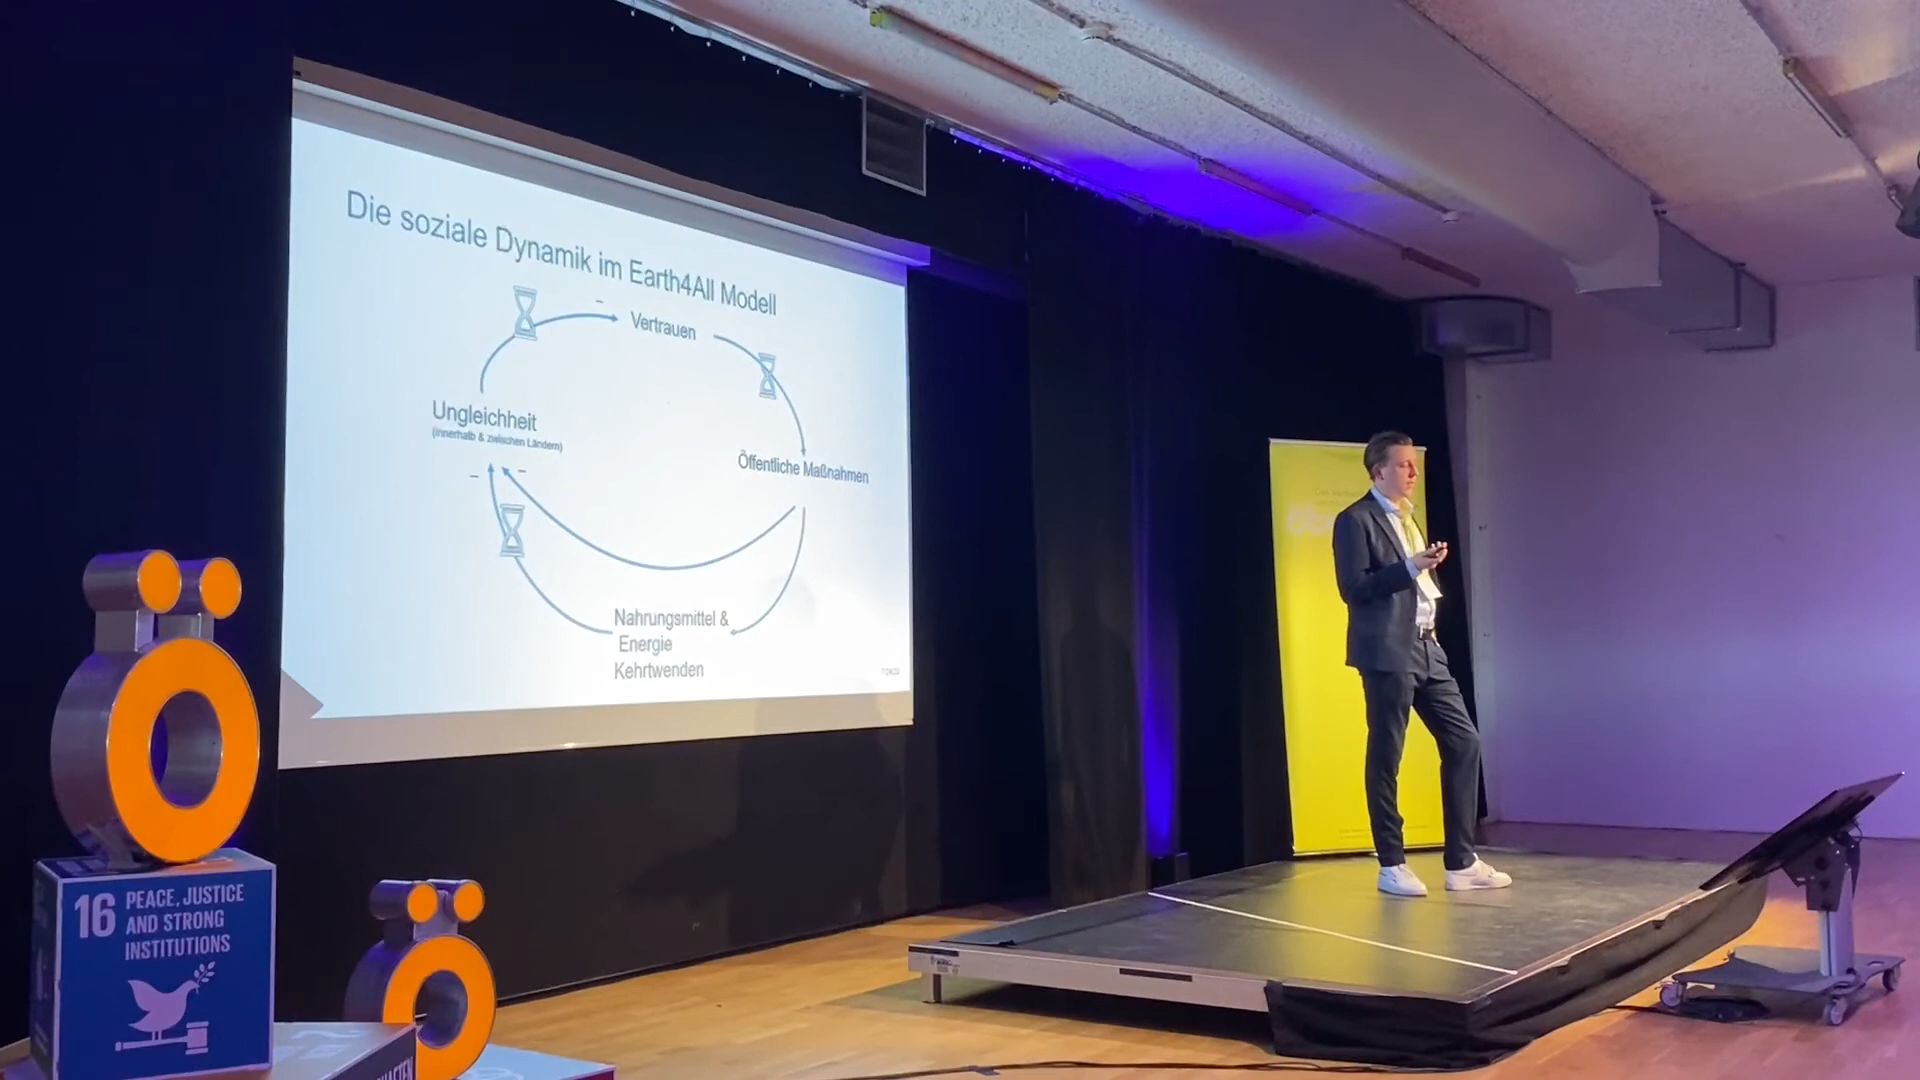 Die soziale Dynamik im Earth4All Modell
–
Vertrauen
Ungleichheit
(innerhalb & zwischen Ländern)
Öffentliche Maßnahmen
– –
Nahrungsmittel &
Energie
Kehrtwenden
Ö
16 PEACE, JUSTICE
AND STRONG
INSTITUTIONS
Ö